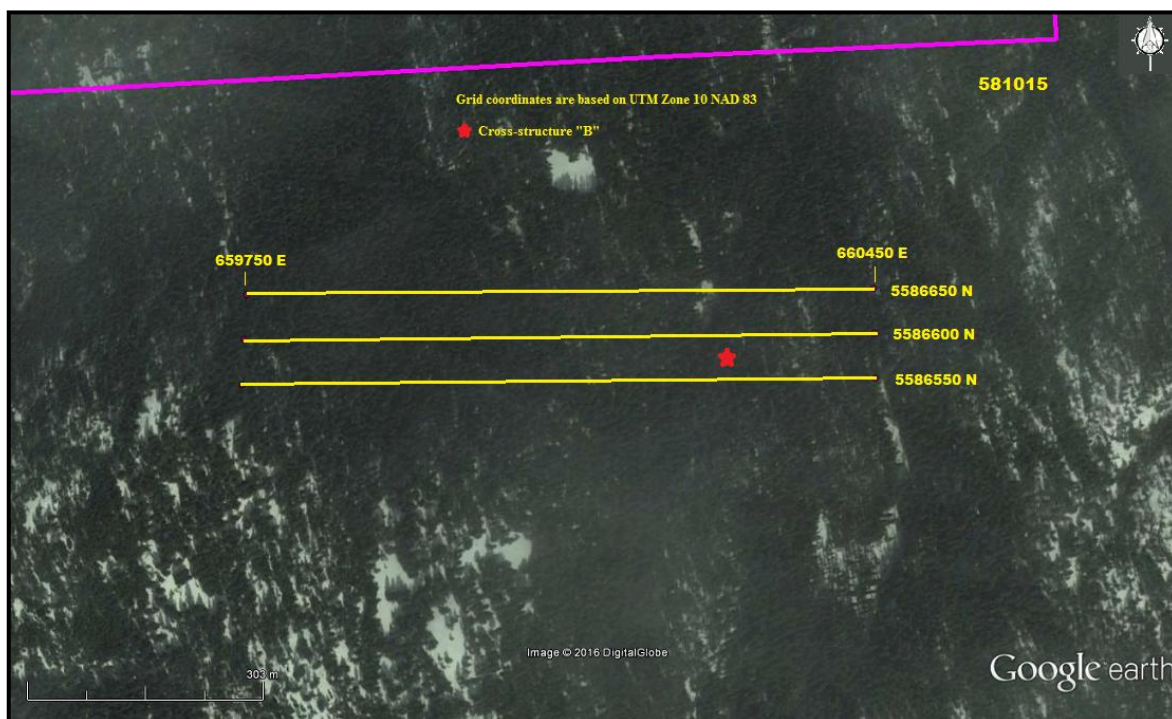 581015
Grid coordinates are based on UTM Zone 10 NAD 83
Cross-structure "B"
659750 E
660450 E
5586650 N
5586600 N
5586550 N
Image © 2016 DigitalGlobe
303 m
Google earth